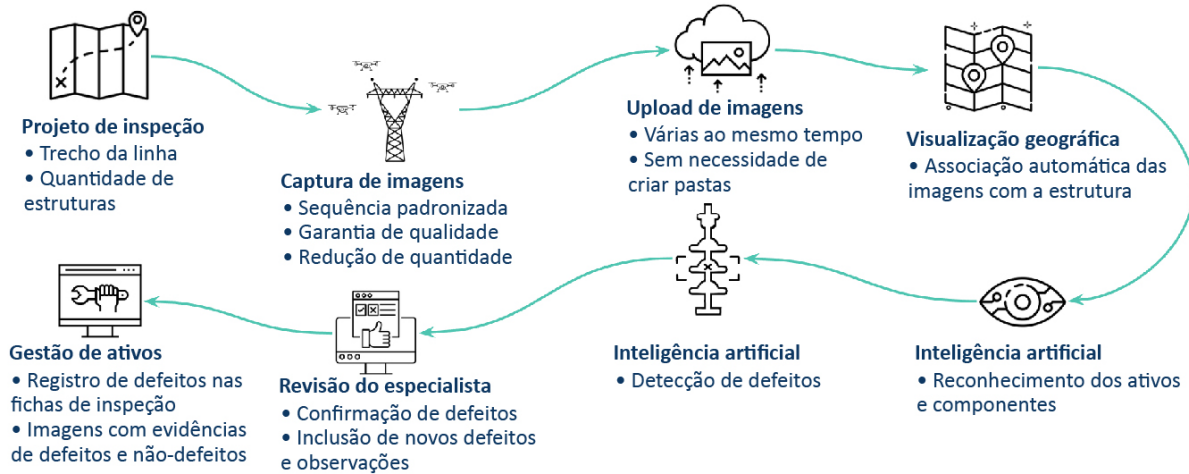 Projeto de inspeção
• Trecho da linha
• Quantidade de
estruturas
Captura de imagens
• Sequência padronizada
• Garantia de qualidade
• Redução de quantidade
Upload de imagens
• Várias ao mesmo tempo
• Sem necessidade de
criar pastas
Visualização geográfica
• Associação automática das
imagens com a estrutura
Inteligência artificial
• Reconhecimento dos ativos
e componentes
Inteligência artificial
• Detecção de defeitos
Revisão do especialista
• Confirmação de defeitos
• Inclusão de novos defeitos
e observações
Gestão de ativos
• Registro de defeitos nas
fichas de inspeção
• Imagens com evidências
de defeitos e não-defeitos